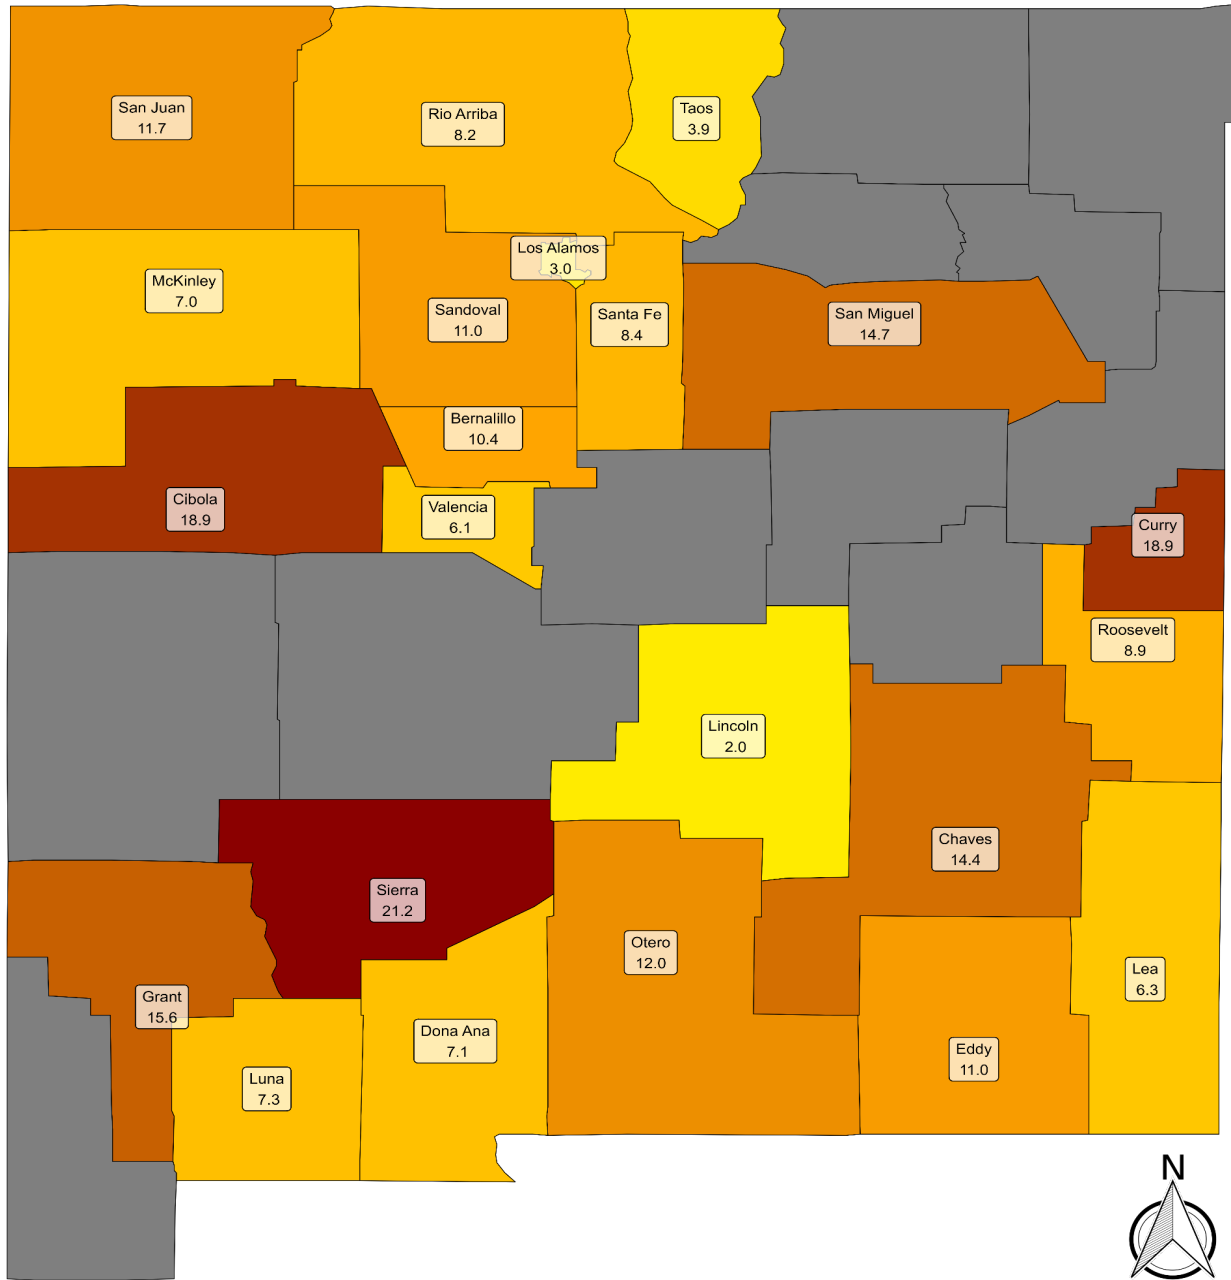 San Juan
11.7
Rio Arriba
8.2
Taos
3.9
Los Alamos
3.0
McKinley
7.0
Sandoval
11.0
Santa Fe
8.4
San Miguel
14.7
Bernalillo
10.4
Cibola
18.9
Valencia
6.1
Curry
18.9
Roosevelt
8.9
Lincoln
2.0
Chaves
14.4
Sierra
21.2
Otero
12.0
Lea
6.3
Grant
15.6
Dona Ana
7.1
Eddy
11.0
Luna
7.3
N